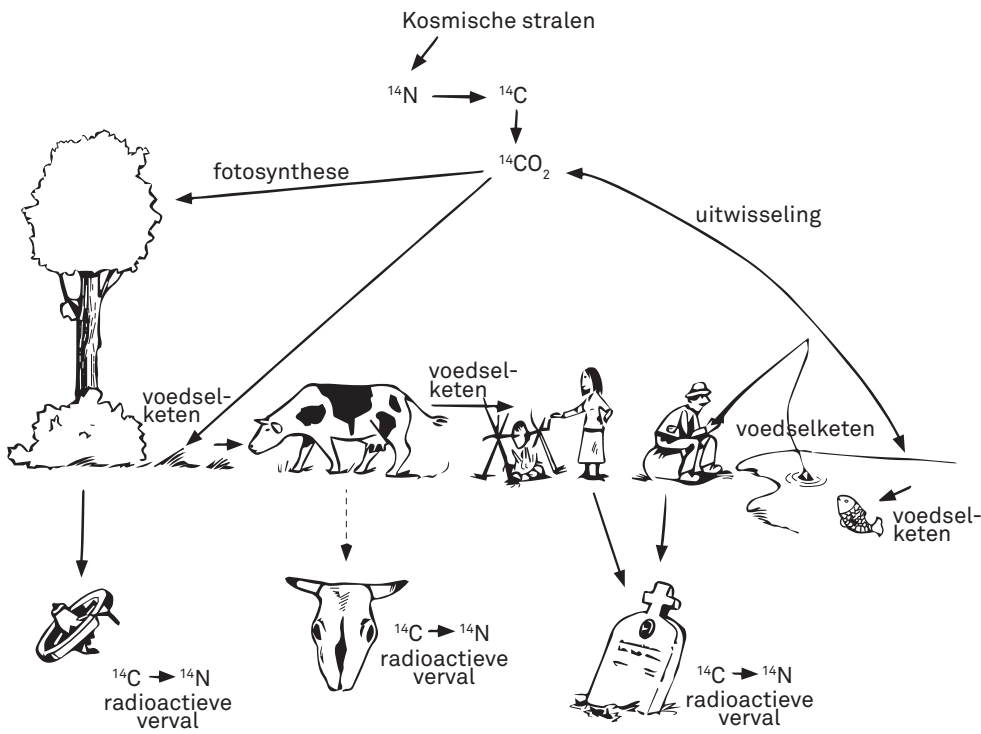 Kosmische stralen
¹⁴N
¹⁴C
¹⁴CO₂
fotosynthese
uitwisseling
voedsel-
keten
voedsel-
keten
voedselketen
voedsel-
keten
¹⁴C ¹⁴N
radioactieve
verval
¹⁴C ¹⁴N
radioactieve
verval
¹⁴C ¹⁴N
radioactieve
verval